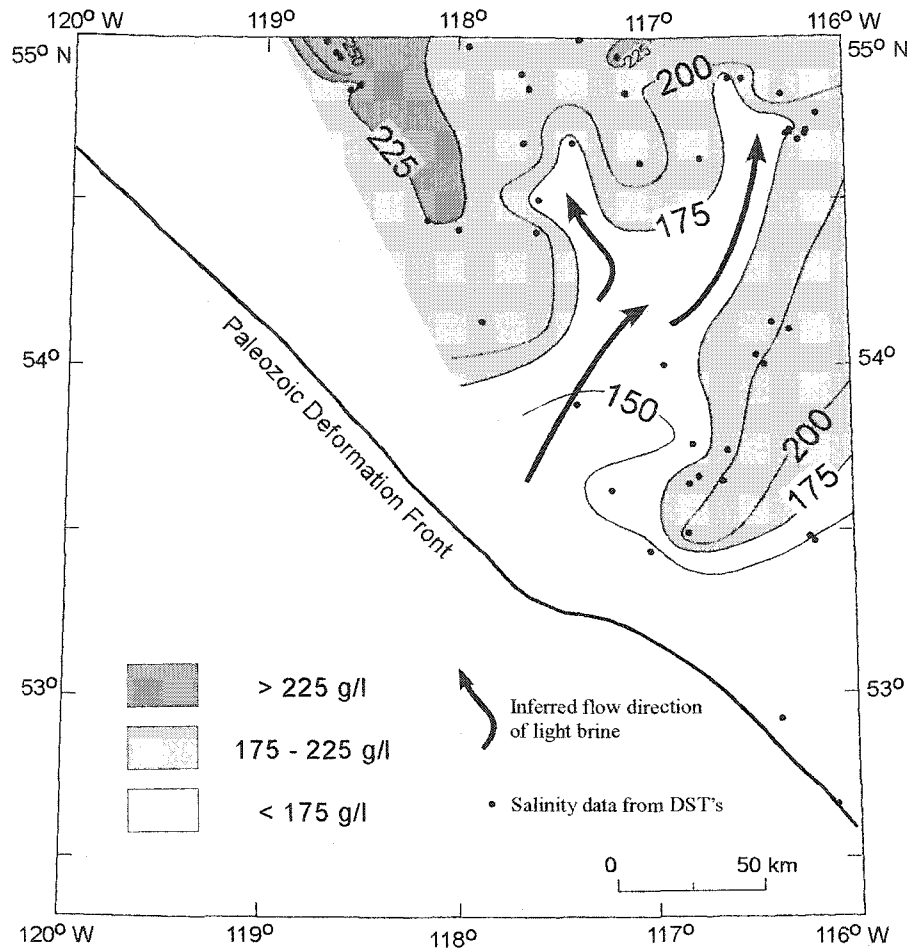 120° W
119°
118°
117°
116° W
55° N
55° N
250
225
200
225
175
54°
54°
150
200
175
Paleozoic Deformation Front
53°
53°
> 225 g/l
175 - 225 g/l
< 175 g/l
Inferred flow direction
of light brine
Salinity data from DST's
0 50 km
120° W
119°
118°
117°
116° W